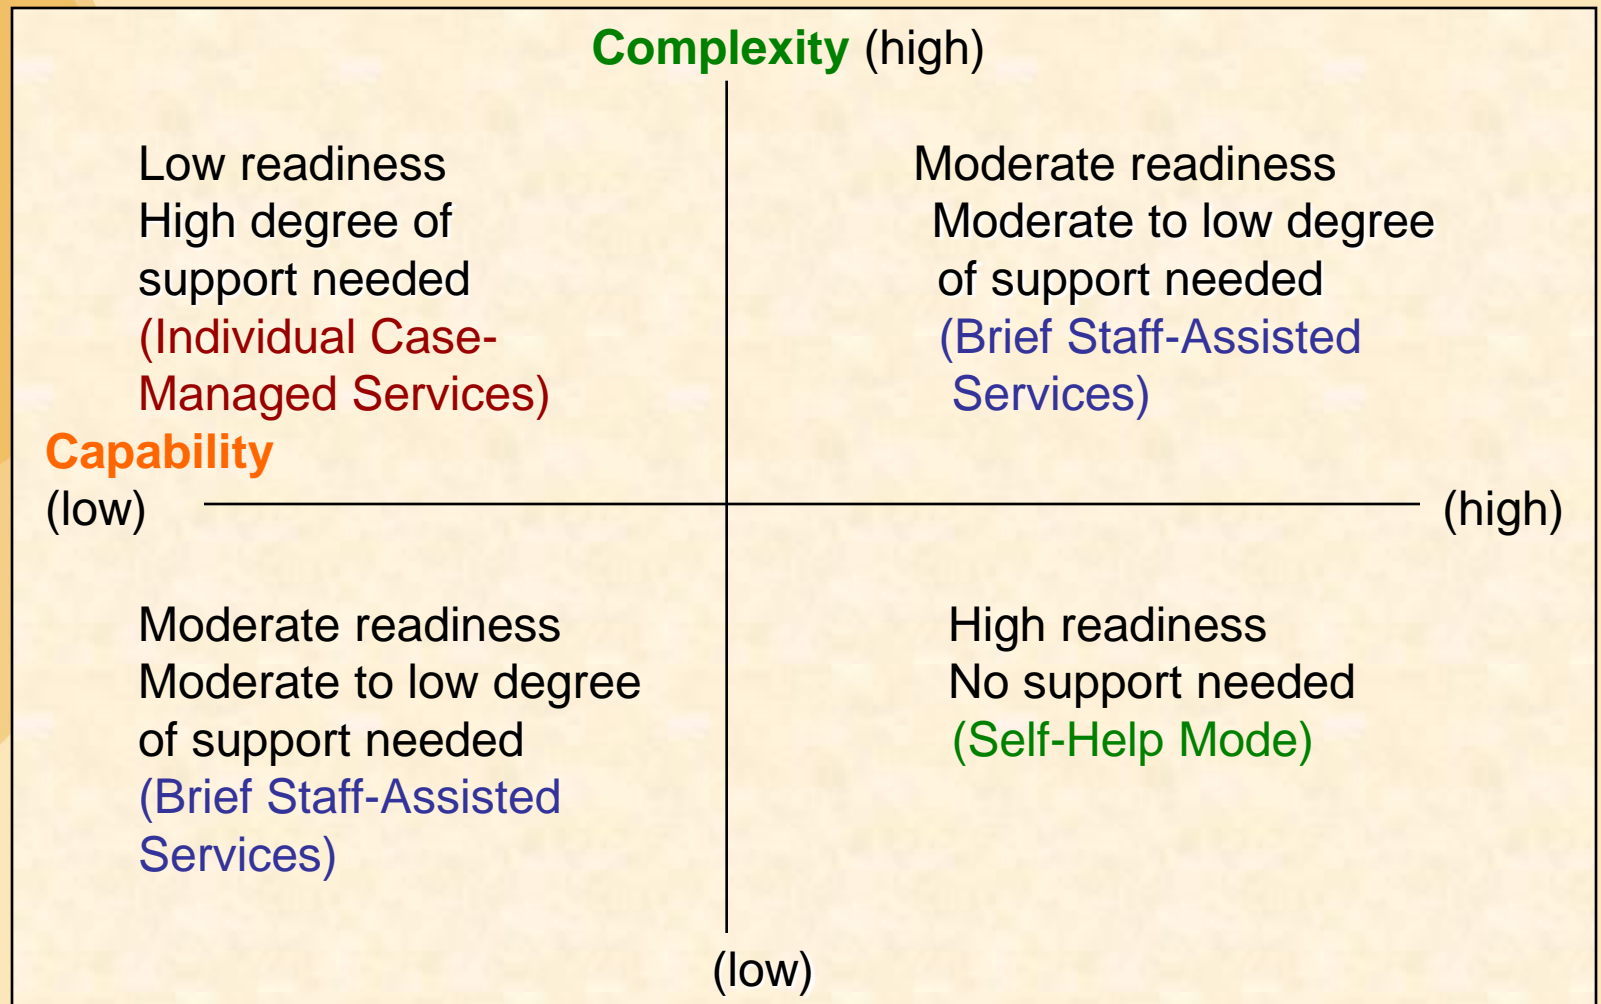 Complexity (high)
Low readiness
High degree of
support needed
(Individual Case-
Managed Services)
Moderate readiness
Moderate to low degree
of support needed
(Brief Staff-Assisted
Services)
Capability
(low)
(high)
Moderate readiness
Moderate to low degree
of support needed
(Brief Staff-Assisted
Services)
High readiness
No support needed
(Self-Help Mode)
(low)